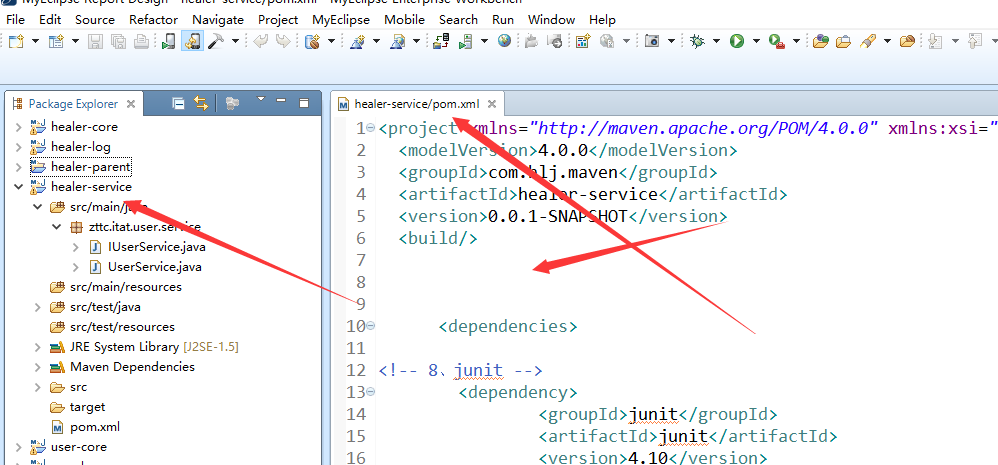 MyEclipse Report Design - healer-service/pom.xml - MyEclipse Enterprise Workbench
File Edit Source Refactor Navigate Project MyEclipse Mobile Search Run Window Help
Package Explorer
healer-core
healer-log
healer-parent
healer-service
src/main/java
zttc.itat.user.service
IUserService.java
UserService.java
src/main/resources
src/test/java
src/test/resources
JRE System Library [J2SE-1.5]
Maven Dependencies
src
target
pom.xml
user-core
healer-service/pom.xml
1 <project xmlns="http://maven.apache.org/POM/4.0.0" xmlns:xsi="
2 <modelVersion>4.0.0</modelVersion>
3 <groupId>com.hlj.maven</groupId>
4 <artifactId>healer-service</artifactId>
5 <version>0.0.1-SNAPSHOT</version>
6 <build/>
7
8
9
10 <dependencies>
11
12 <!-- 8、junit -->
13 <dependency>
14 <groupId>junit</groupId>
15 <artifactId>junit</artifactId>
16 <version>4.10</version>